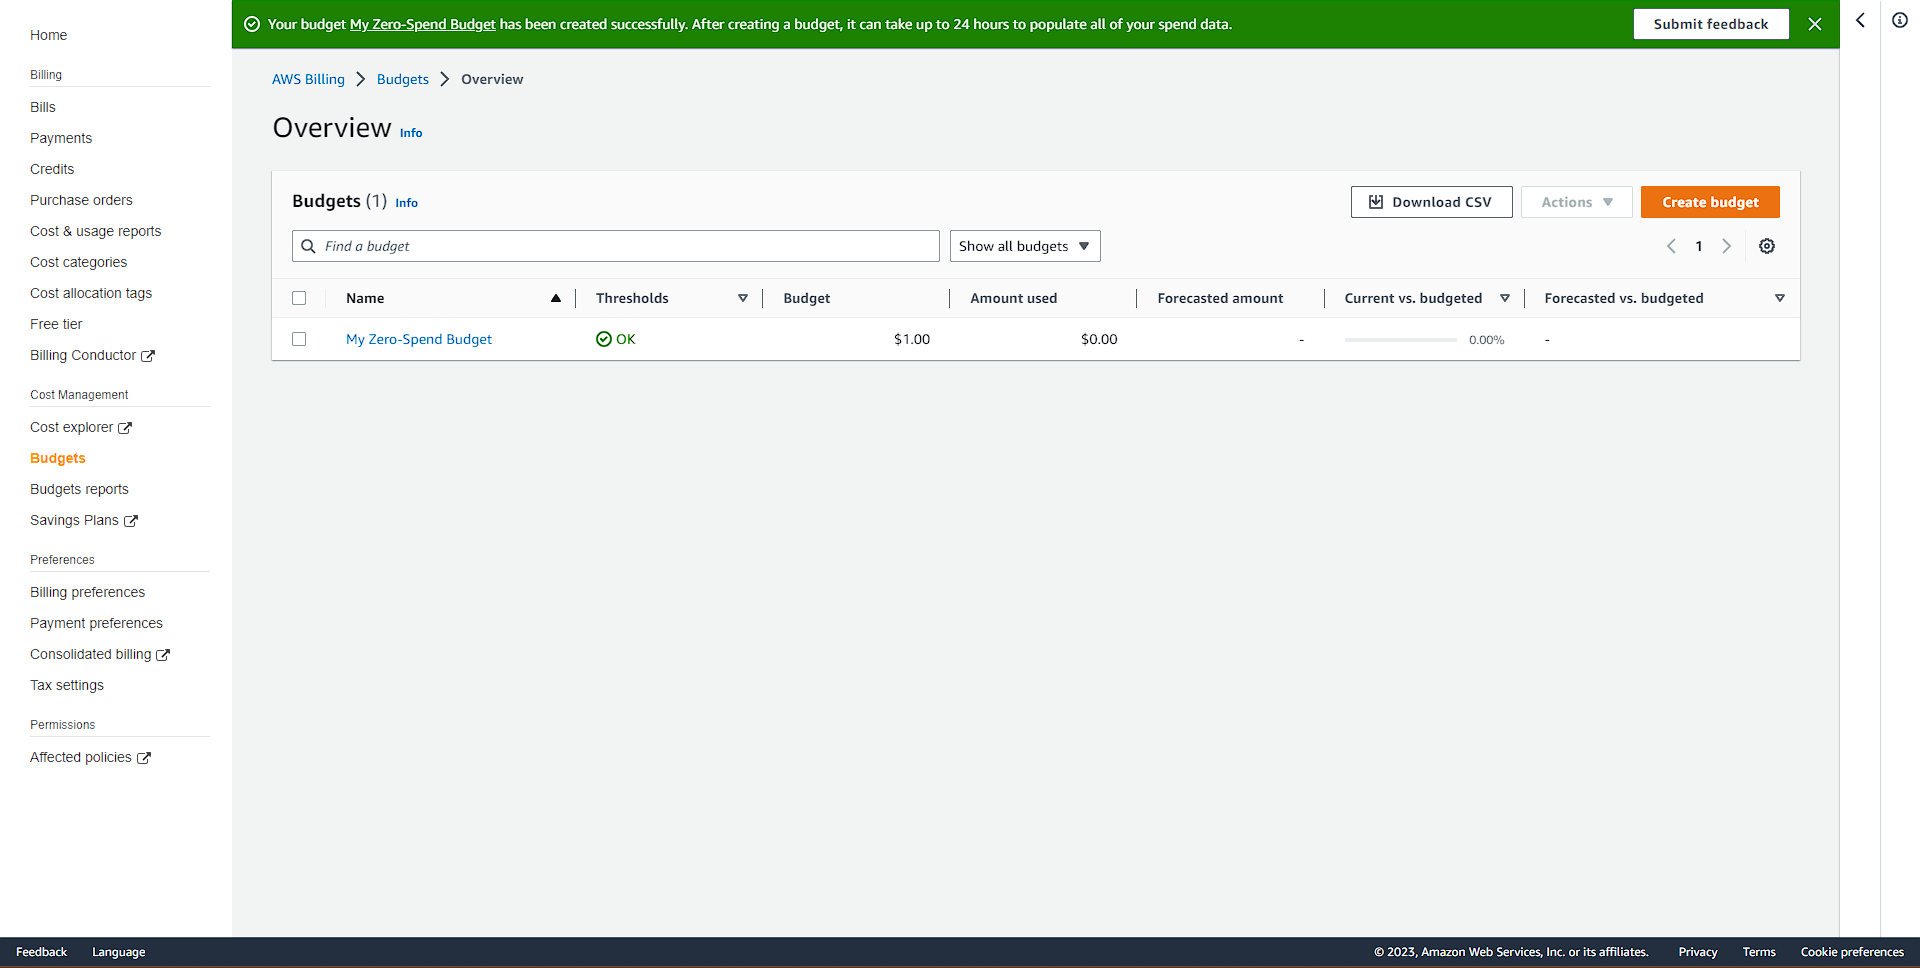 Your budget My Zero-Spend Budget has been created successfully. After creating a budget, it can take up to 24 hours to populate all of your spend data.
Submit feedback
Home
Billing
Bills
Payments
Credits
Purchase orders
Cost & usage reports
Cost categories
Cost allocation tags
Free tier
Billing Conductor
Cost Management
Cost explorer
Budgets
Budgets reports
Savings Plans
Preferences
Billing preferences
Payment preferences
Consolidated billing
Tax settings
Permissions
Affected policies
AWS Billing Budgets Overview
Overview Info
Budgets (1) Info
Download CSV Actions Create budget
Find a budget Show all budgets 1
Name Thresholds Budget Amount used Forecasted amount Current vs. budgeted Forecasted vs. budgeted
My Zero-Spend Budget OK $1.00 $0.00 - 0.00% -
Feedback Language © 2023, Amazon Web Services, Inc. or its affiliates. Privacy Terms Cookie preferences